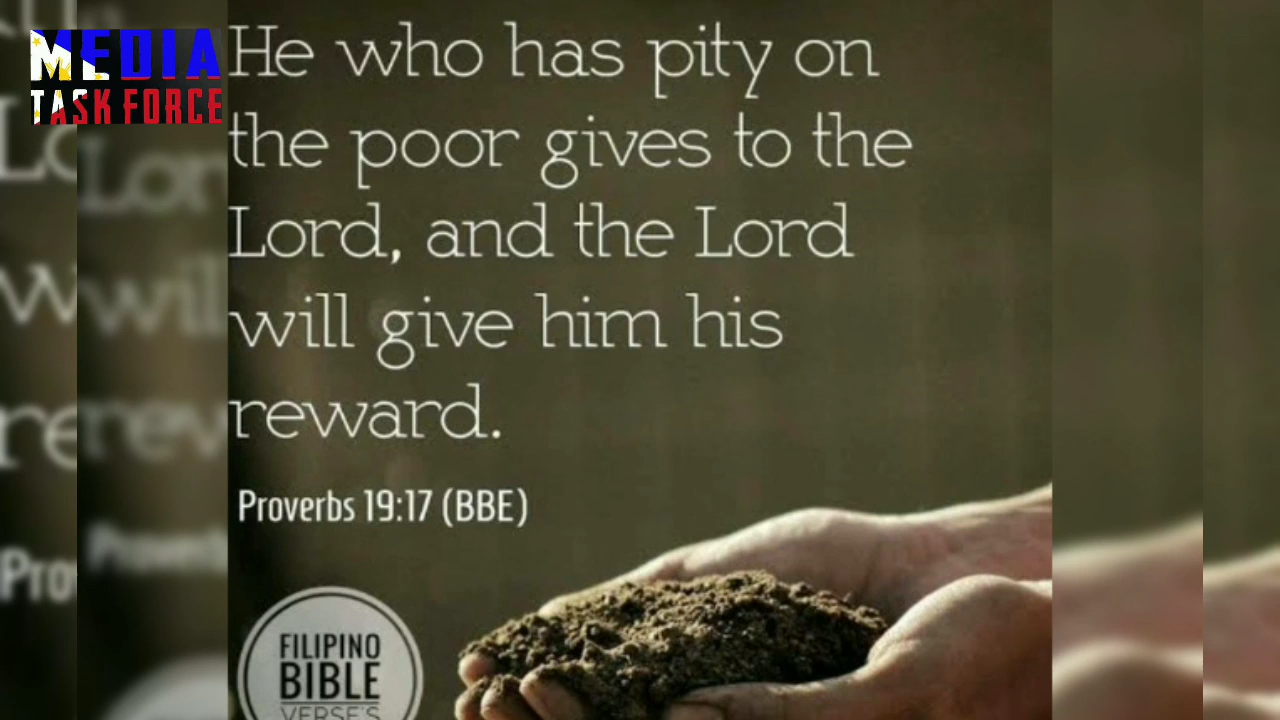 MEDIA
TASK FORCE
He who has pity on
the poor gives to the
Lord, and the Lord
will give him his
reward.
Proverbs 19:17 (BBE)
FILIPINO
BIBLE
VERSE'S